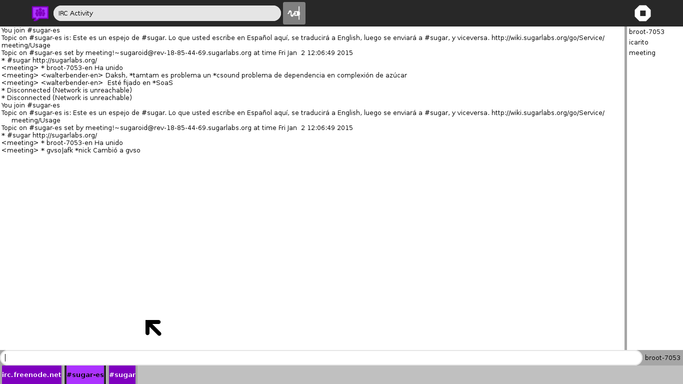 IRC Activity
You join #sugar-es
Topic on #sugar-es is: Este es un espejo de #sugar. Lo que usted escribe en Español aquí, se traducirá a English, luego se enviará a #sugar, y viceversa. http://wiki.sugarlabs.org/go/Service/
meeting/Usage
Topic on #sugar-es set by meeting!~sugaroid@rev-18-85-44-69.sugarlabs.org at time Fri Jan  2 12:06:49 2015
* #sugar http://sugarlabs.org/
<meeting> * broot-7053-en Ha unido
<meeting> <walterbender-en> Daksh, *tamtam es problema un *csound problema de dependencia en complexión de azúcar
<meeting> <walterbender-en>  Esté fijado en *SoaS
* Disconnected (Network is unreachable)
* Disconnected (Network is unreachable)
You join #sugar-es
Topic on #sugar-es is: Este es un espejo de #sugar. Lo que usted escribe en Español aquí, se traducirá a English, luego se enviará a #sugar, y viceversa. http://wiki.sugarlabs.org/go/Service/
meeting/Usage
Topic on #sugar-es set by meeting!~sugaroid@rev-18-85-44-69.sugarlabs.org at time Fri Jan  2 12:06:49 2015
* #sugar http://sugarlabs.org/
<meeting> * broot-7053-en Ha unido
<meeting> * gvso|afk *nick Cambió a gvso
broot-7053
icarito
meeting
broot-7053
irc.freenode.net
#sugar-es
#sugar